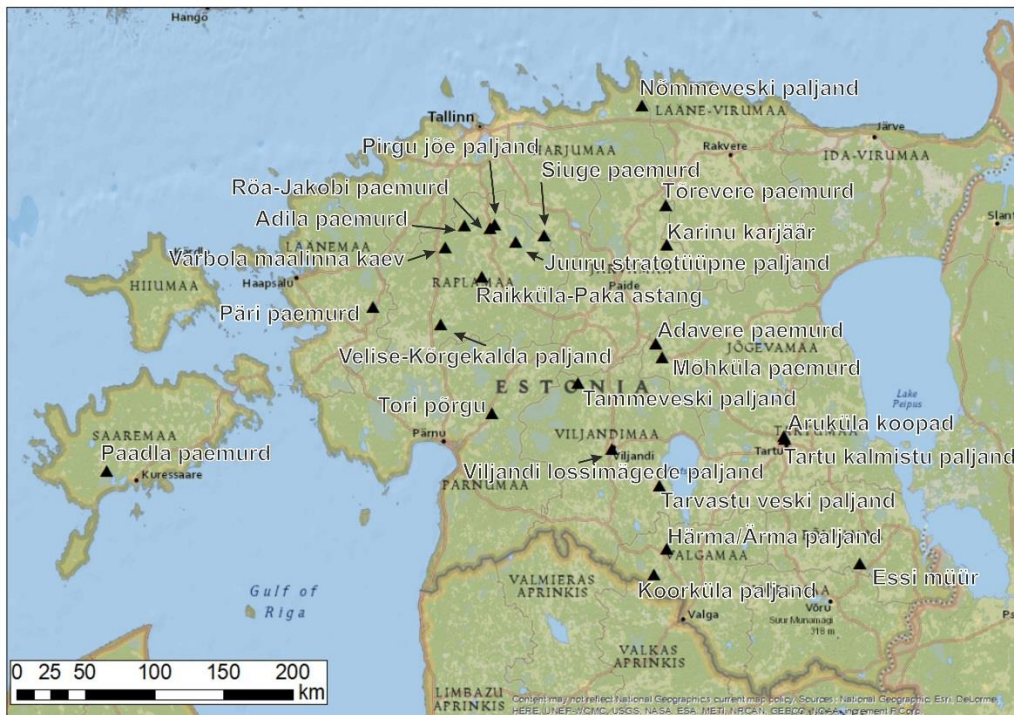 Hangö
Nõmmeveski paljand
LÄÄNE-VIRUMAA
Tallinn
Järve
Pirgu jõe paljand
HARJUMAA
Siuge paemurd
Rakvere
IDA-VIRUMAA
Röa-Jakobi paemurd
Torevere paemurd
Adila paemurd
LÄÄNEMAA
Karinu karjäär
Varbola maalinna kaev
Juuru stratotüüpne paljand
HIIUMAA
Haapsalu
RAPLAMAA
Raikküla-Paka astang
Paide
Päri paemurd
Adavere paemurd
JÕGEVAMAA
Velise-Kõrgekalda paljand
Mõhküla paemurd
ESTONIA
Tammeveski paljand
Lake
Peipus
Tori põrgu
Aruküla koopad
SAAREMAA
Pärnu
VILJANDIMAA
TARTUMAA
Paadla paemurd
Viljandi
Tartu
Tartu kalmistu paljand
Kuressaare
Viljandi lossimägede paljand
PÄRNUMAA
Tarvastu veski paljand
Härma/Ärma paljand
VALGAMAA
Essi müür
Koorküla paljand
VALMIERAS
APRINKIS
Gulf of
Riga
Võru
Suur Munamagi
318 m
Valga
VALKAS
APRINKIS
0 25 50 100 150 200
km
LIMBAZU
APRINKIS
Content may not reflect National Geographic's current map policy. Sources: National Geographic, Esri, DeLorme,
HERE, UNEP-WCMC, USGS, NASA, ESA, METI, NRCAN, GEBCO, NOAA, increment P Corp.